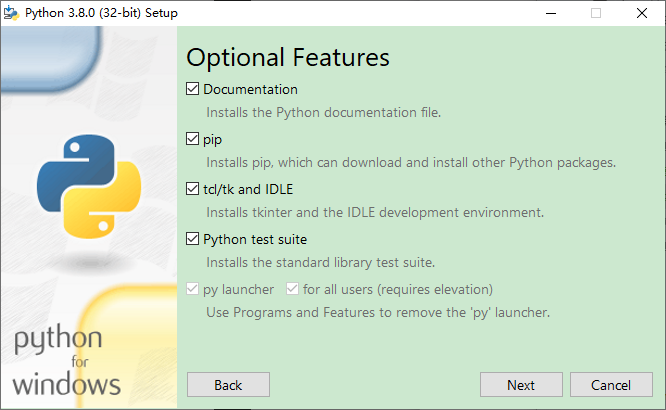 Python 3.8.0 (32-bit) Setup
Optional Features
Documentation
Installs the Python documentation file.
pip
Installs pip, which can download and install other Python packages.
tcl/tk and IDLE
Installs tkinter and the IDLE development environment.
Python test suite
Installs the standard library test suite.
py launcher for all users (requires elevation)
Use Programs and Features to remove the 'py' launcher.
python
for
windows
Back Next Cancel